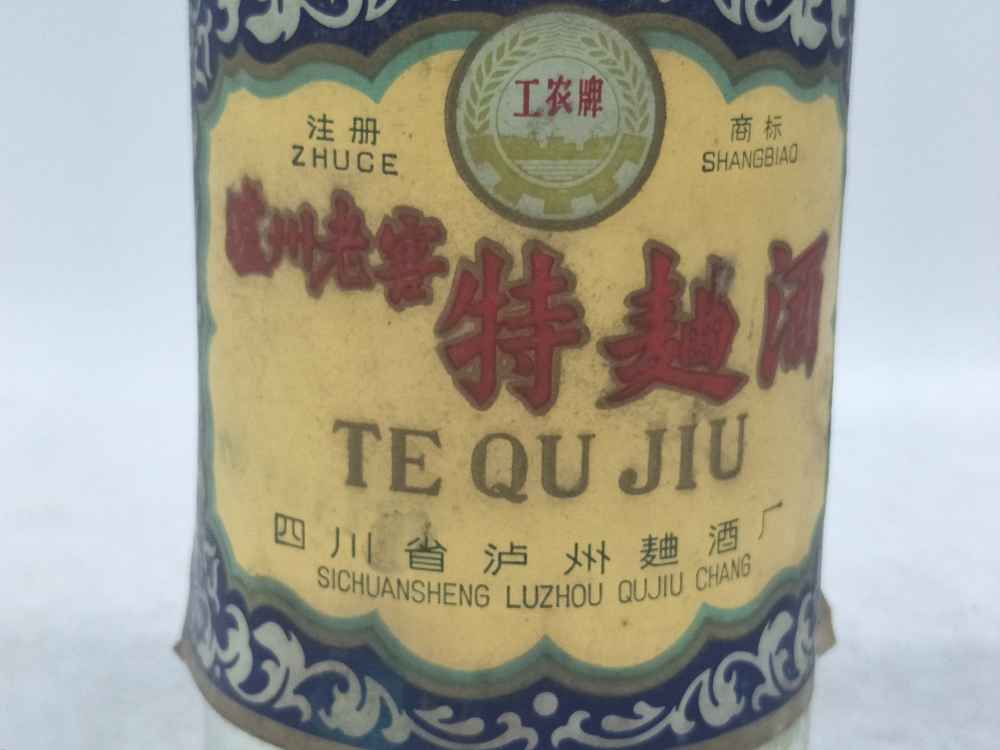 工农牌
注册 商标
ZHUCE SHANGBIAO
泸州老窖
特麯酒
TE QU JIU
四川省泸州麯酒厂
SICHUANSHENG LUZHOU QUJIU CHANG